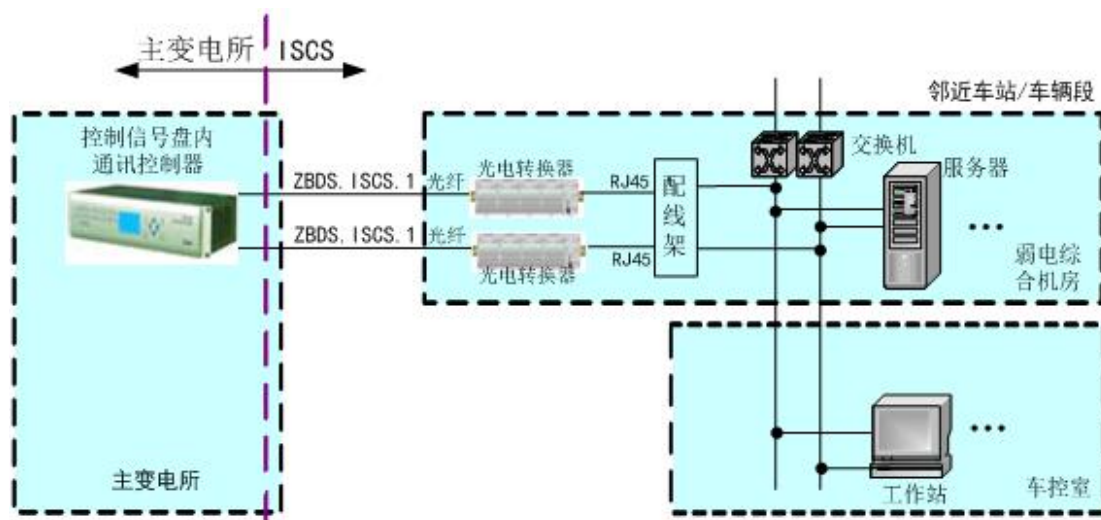 主变电所
ISCS
邻近车站/车辆段
控制信号盘内
通讯控制器
交换机
服务器
光电转换器
ZBDS.ISCS.1
光纤
RJ45
配线架
ZBDS.ISCS.1
光纤
RJ45
光电转换器
弱电综
合机房
主变电所
工作站
车控室